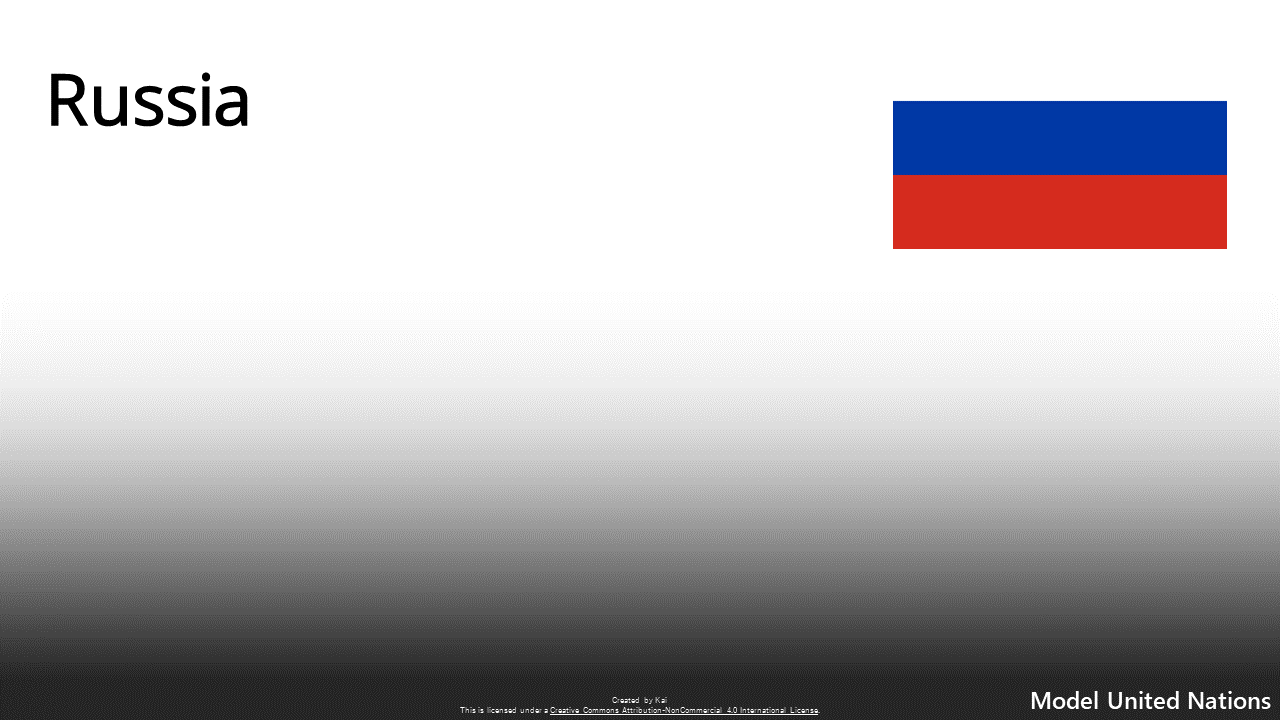 Russia
Created by Kai
This is licensed under a Creative Commons Attribution-NonCommercial 4.0 International License.
Model United Nations